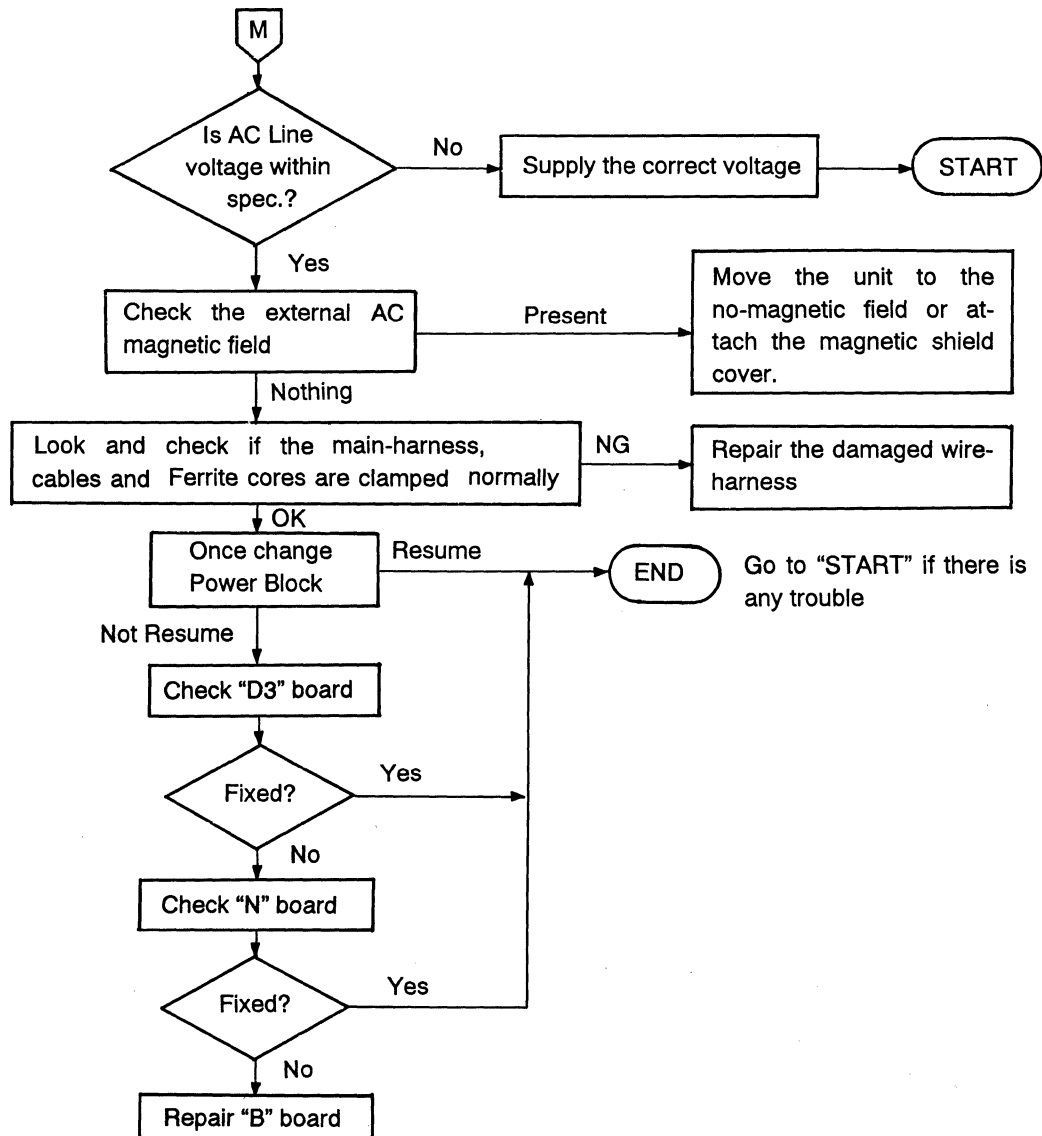 M
Is AC Line
voltage within
spec.?
No
Supply the correct voltage
START
Yes
Check the external AC
magnetic field
Present
Move the unit to the
no-magnetic field or at-
tach the magnetic shield
cover.
Nothing
Look and check if the main-harness,
cables and Ferrite cores are clamped normally
NG
Repair the damaged wire-
harness
OK
Once change
Power Block
Resume
END
Go to “START” if there is
any trouble
Not Resume
Check “D3” board
Fixed?
Yes
No
Check “N” board
Fixed?
Yes
No
Repair “B” board